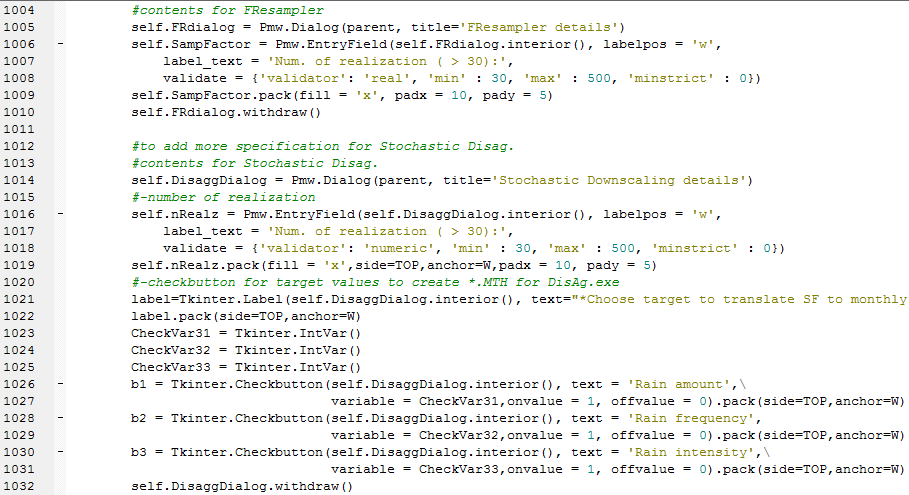 1004 #contents for FResampler
1005 self.FRdialog = Pmw.Dialog(parent, title='FResampler details')
1006 - self.SampFactor = Pmw.EntryField(self.FRdialog.interior(), labelpos = 'w',
1007 label_text = 'Num. of realization ( > 30):',
1008 validate = {'validator': 'real', 'min' : 30, 'max' : 500, 'minstrict' : 0})
1009 self.SampFactor.pack(fill = 'x', padx = 10, pady = 5)
1010 self.FRdialog.withdraw()
1011
1012 #to add more specification for Stochastic Disag.
1013 #contents for Stochastic Disag.
1014 self.DisaggDialog = Pmw.Dialog(parent, title='Stochastic Downscaling details')
1015 #-number of realization
1016 - self.nRealz = Pmw.EntryField(self.DisaggDialog.interior(), labelpos = 'w',
1017 label_text = 'Num. of realization ( > 30):',
1018 validate = {'validator': 'numeric', 'min' : 30, 'max' : 500, 'minstrict' : 0})
1019 self.nRealz.pack(fill = 'x',side=TOP,anchor=W,padx = 10, pady = 5)
1020 #-checkbutton for target values to create *.MTH for DisAg.exe
1021 label=Tkinter.Label(self.DisaggDialog.interior(), text="*Choose target to translate SF to monthly
1022 label.pack(side=TOP,anchor=W)
1023 CheckVar31 = Tkinter.IntVar()
1024 CheckVar32 = Tkinter.IntVar()
1025 CheckVar33 = Tkinter.IntVar()
1026 - b1 = Tkinter.Checkbutton(self.DisaggDialog.interior(), text = 'Rain amount',\
1027 variable = CheckVar31,onvalue = 1, offvalue = 0).pack(side=TOP,anchor=W)
1028 - b2 = Tkinter.Checkbutton(self.DisaggDialog.interior(), text = 'Rain frequency',
1029 variable = CheckVar32,onvalue = 1, offvalue = 0).pack(side=TOP,anchor=W)
1030 - b3 = Tkinter.Checkbutton(self.DisaggDialog.interior(), text = 'Rain intensity',\
1031 variable = CheckVar33,onvalue = 1, offvalue = 0).pack(side=TOP,anchor=W)
1032 self.DisaggDialog.withdraw()